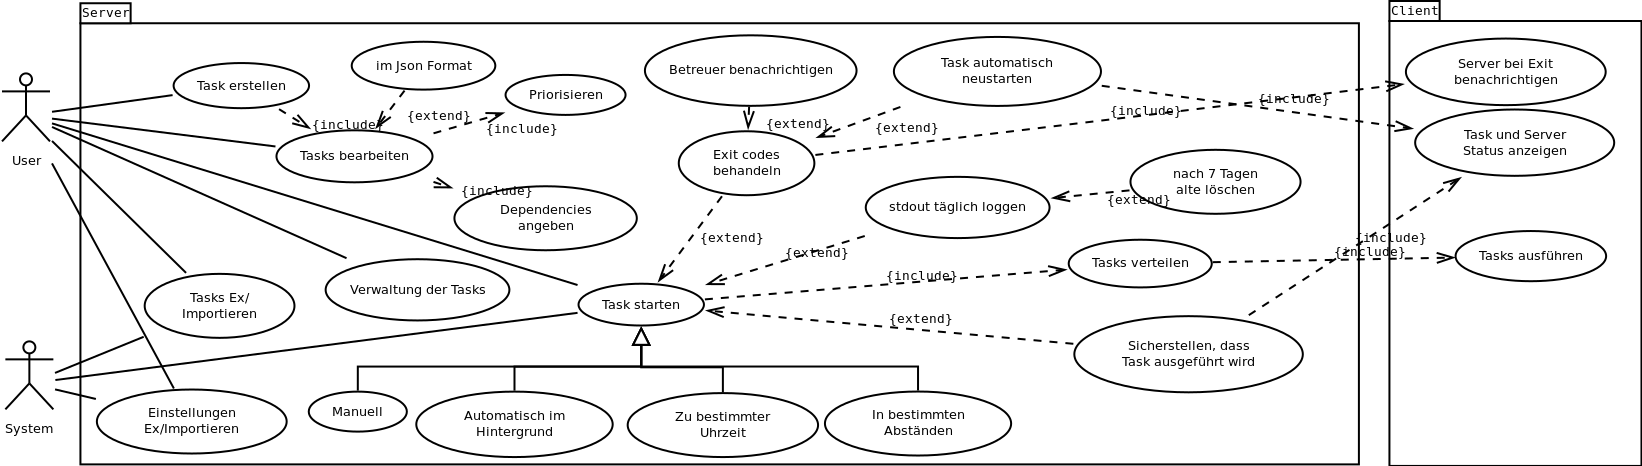 Server
Client
Task erstellen
im Json Format
Priorisieren
Betreuer benachrichtigen
Task automatisch
neustarten
Server bei Exit
benachrichtigen
{include}
{extend}
{include}
{extend}
{extend}
{include}
{include}
User
Tasks bearbeiten
Exit codes
behandeln
Task und Server
Status anzeigen
{include}
Dependencies
angeben
stdout täglich loggen
nach 7 Tagen
alte löschen
{extend}
{extend}
{extend}
{include}
{include}
Tasks verteilen
Tasks ausführen
{include}
Tasks Ex/
Importieren
Verwaltung der Tasks
Task starten
{extend}
Sicherstellen, dass
Task ausgeführt wird
System
Einstellungen
Ex/Importieren
Manuell
Automatisch im
Hintergrund
Zu bestimmter
Uhrzeit
In bestimmten
Abständen